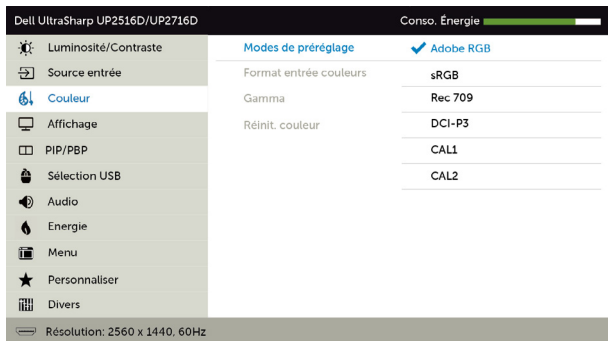 Dell UltraSharp UP2516D/UP2716D Conso. Énergie
Luminosité/Contraste Modes de préréglage Adobe RGB
Source entrée Format entrée couleurs sRGB
Couleur Gamma Rec 709
Affichage Réinit. couleur DCI-P3
PIP/PBP CAL1
Sélection USB CAL2
Audio
Energie
Menu
Personnaliser
Divers
Résolution: 2560 x 1440, 60Hz